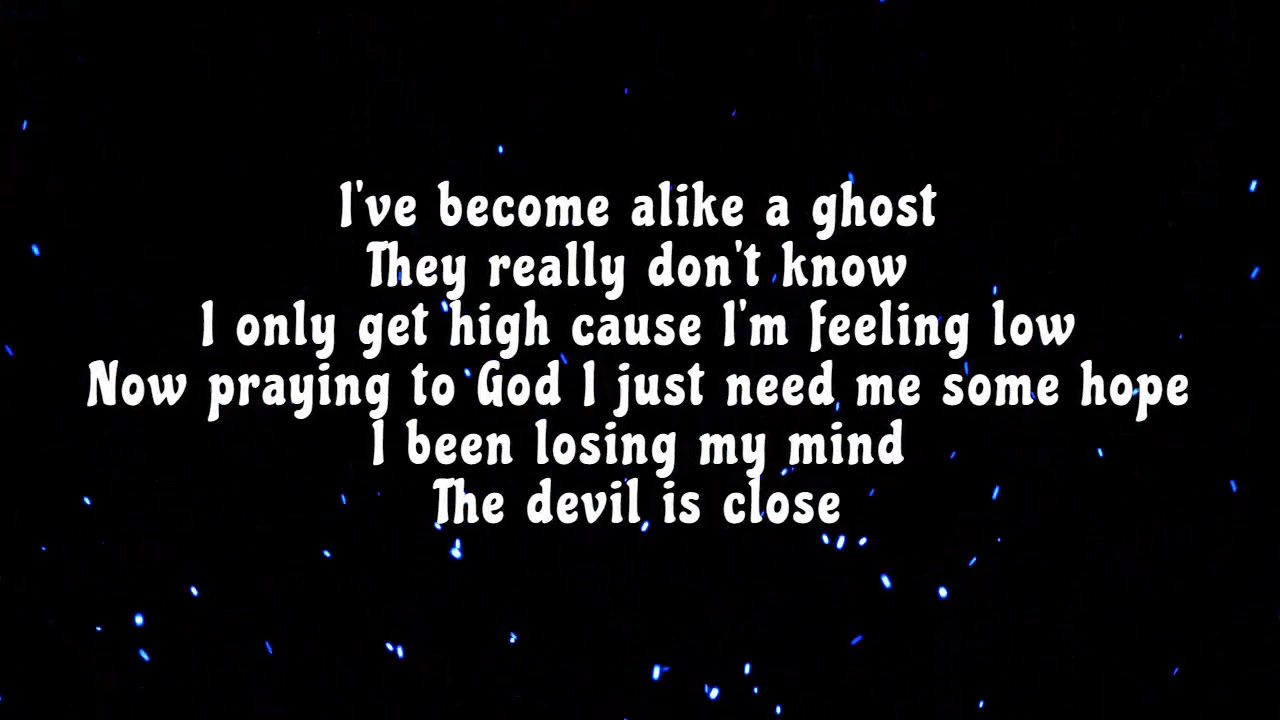 I've become alike a ghost
They really don't know
I only get high cause I'm feeling low
Now praying to God I just need me some hope
I been losing my mind
The devil is close